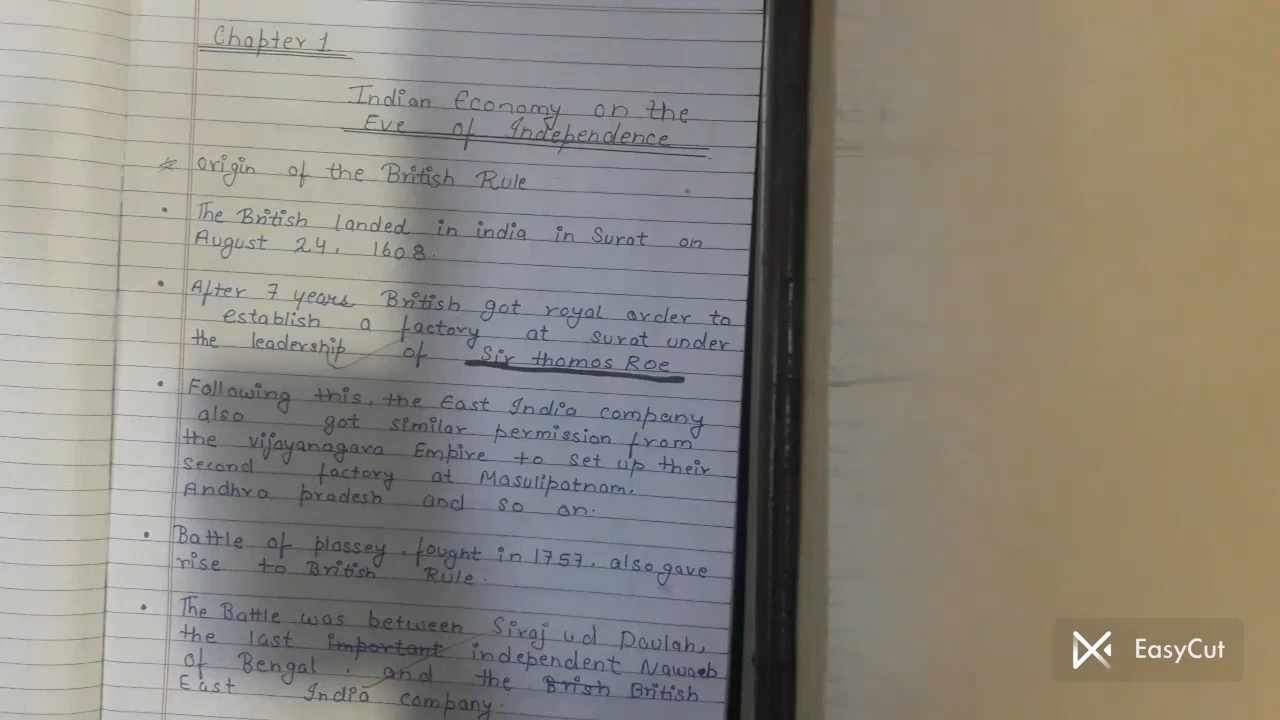 Chapter 1
Indian Economy on the
Eve of Independence
* Origin of the British Rule
• The British landed in india in Surat on
August 24, 1608.
• After 7 years British got royal order to
establish a factory at surat under
the leadership of Sir thomos Roe
• Following this, the East India company
also got similar permission from
the vijayanagara Empire to set up their
second factory at Masulipatnam.
Andhra pradesh and so on.
• Battle of plassey, fought in 1757, also gave
rise to British Rule.
• The Battle was between Siraj ud Daulah,
the last important independent Nawaeb
of Bengal, and the Brish British
East India company.
EasyCut